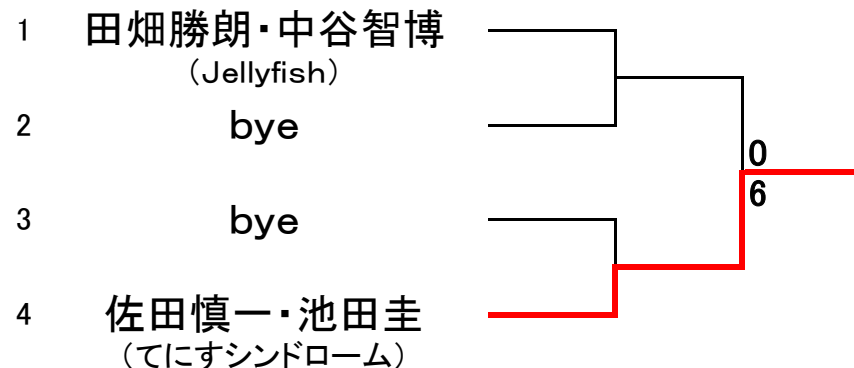 1 田畑勝朗・中谷智博
（Jellyfish）
2 bye
0
6
3 bye
4 佐田慎一・池田圭
（てにすシンドローム）